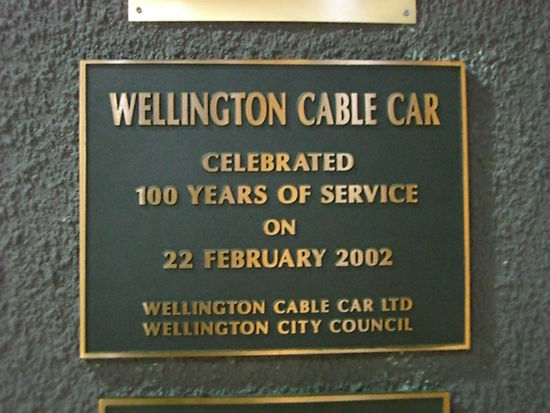 WELLINGTON CABLE CAR
CELEBRATED
100 YEARS OF SERVICE
ON
22 FEBRUARY 2002
WELLINGTON CABLE CAR LTD
WELLINGTON CITY COUNCIL